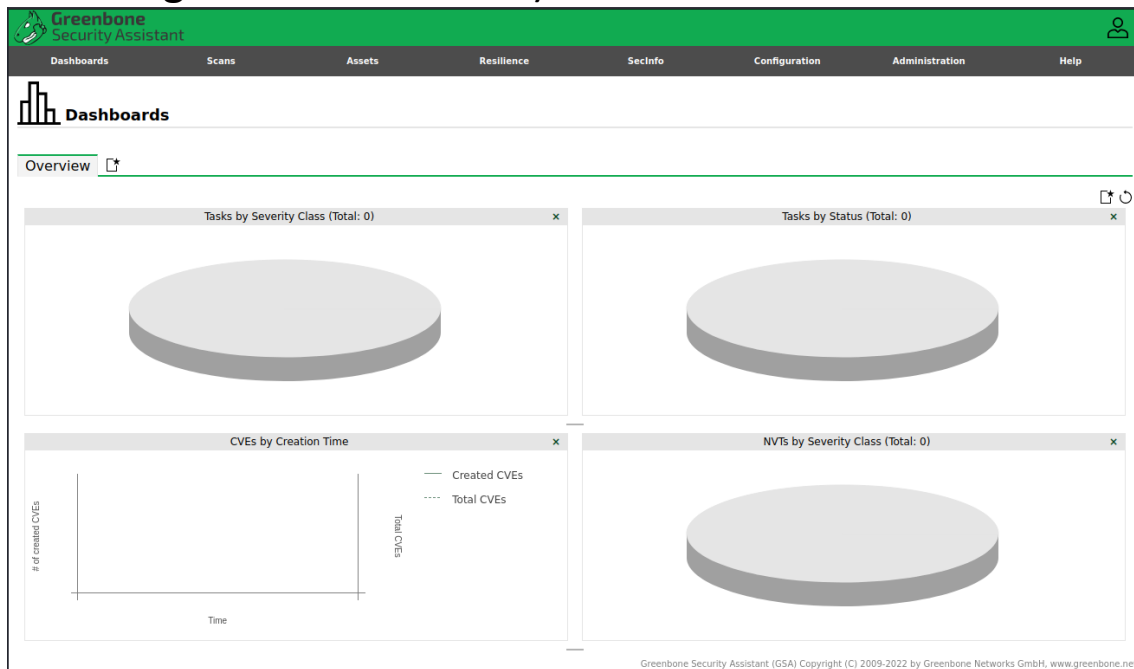 Greenbone
Security Assistant
Dashboards Scans Assets Resilience SecInfo Configuration Administration Help
Dashboards
Overview
Tasks by Severity Class (Total: 0) ×
Tasks by Status (Total: 0) ×
CVEs by Creation Time ×
# of created CVEs
Time
Total CVEs
Created CVEs
Total CVEs
NVTs by Severity Class (Total: 0) ×
Greenbone Security Assistant (GSA) Copyright (C) 2009-2022 by Greenbone Networks GmbH, www.greenbone.ne